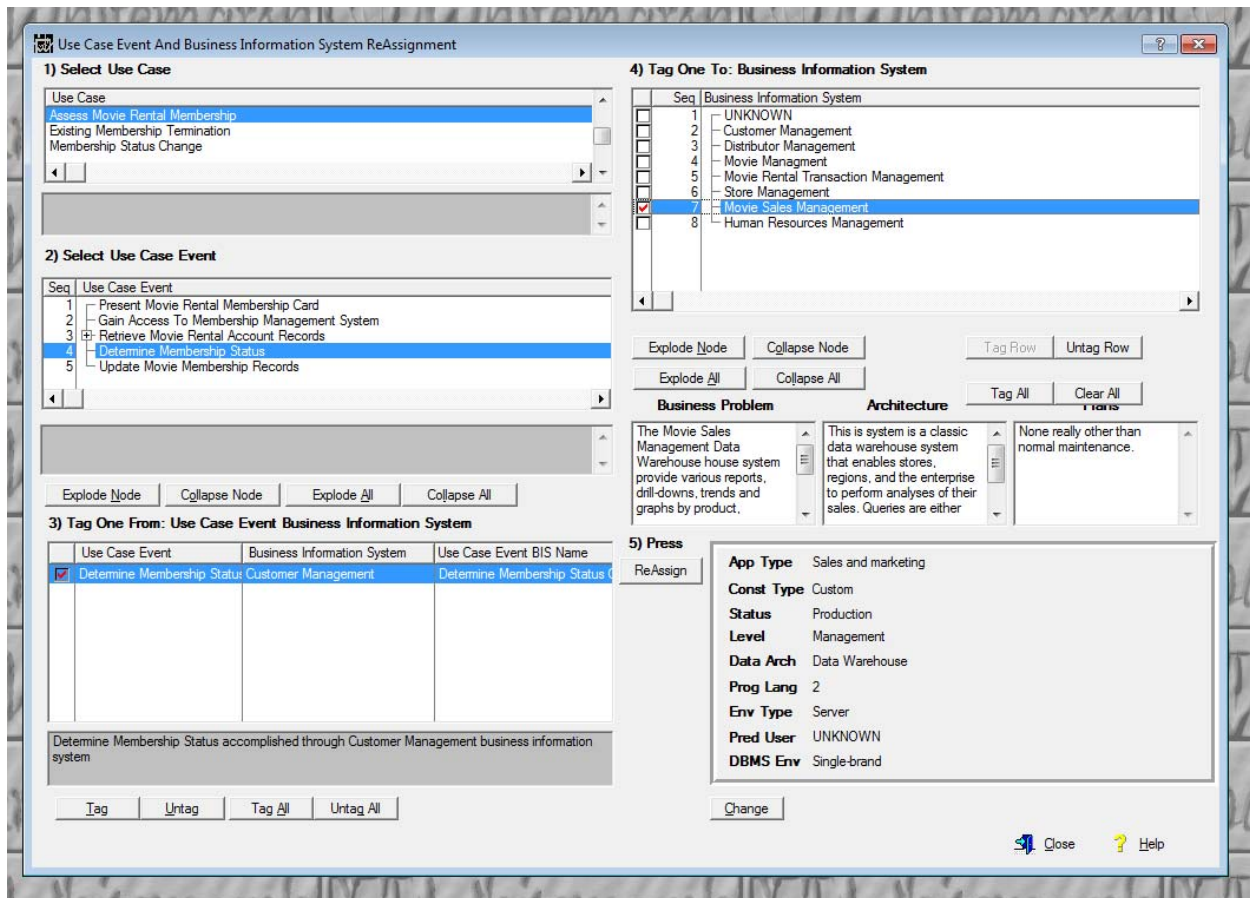 Use Case Event And Business Information System ReAssignment
1) Select Use Case
Use Case
Assess Movie Rental Membership
Existing Membership Termination
Membership Status Change
2) Select Use Case Event
Seq Use Case Event
1 Present Movie Rental Membership Card
2 Gain Access To Membership Management System
3 Retrieve Movie Rental Account Records
4 Determine Membership Status
5 Update Movie Membership Records
Explode Node Collapse Node Explode All Collapse All
3) Tag One From: Use Case Event Business Information System
Use Case Event Business Information System Use Case Event BIS Name
Determine Membership Statu Customer Management Determine Membership Status C
Determine Membership Status accomplished through Customer Management business information
system
Tag Untag Tag All Untag All
4) Tag One To: Business Information System
Seq Business Information System
1 UNKNOWN
2 Customer Management
3 Distributor Management
4 Movie Managment
5 Movie Rental Transaction Management
6 Store Management
7 Movie Sales Management
8 Human Resources Management
Explode Node Collapse Node Tag Row Untag Row
Explode All Collapse All Tag All Clear All
Business Problem Architecture Plans
The Movie Sales
Management Data
Warehouse house system
provide various reports,
drill-downs, trends and
graphs by product,
This is system is a classic
data warehouse system
that enables stores,
regions, and the enterprise
to perform analyses of their
sales. Queries are either
None really other than
normal maintenance.
5) Press
ReAssign
App Type Sales and marketing
Const Type Custom
Status Production
Level Management
Data Arch Data Warehouse
Prog Lang 2
Env Type Server
Pred User UNKNOWN
DBMS Env Single-brand
Change
Close ? Help